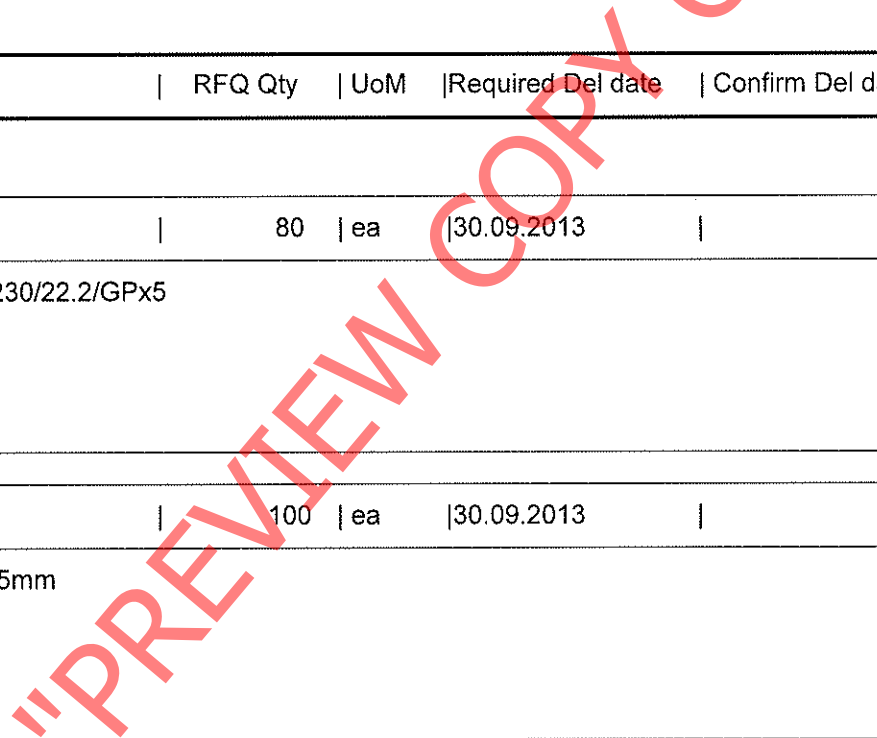 | RFQ Qty | UoM |Required Del date | Confirm Del d
| 80 | ea |30.09.2013 |
230/22.2/GPx5
| 100 | ea |30.09.2013 |
5mm
"PREVIEW COPY